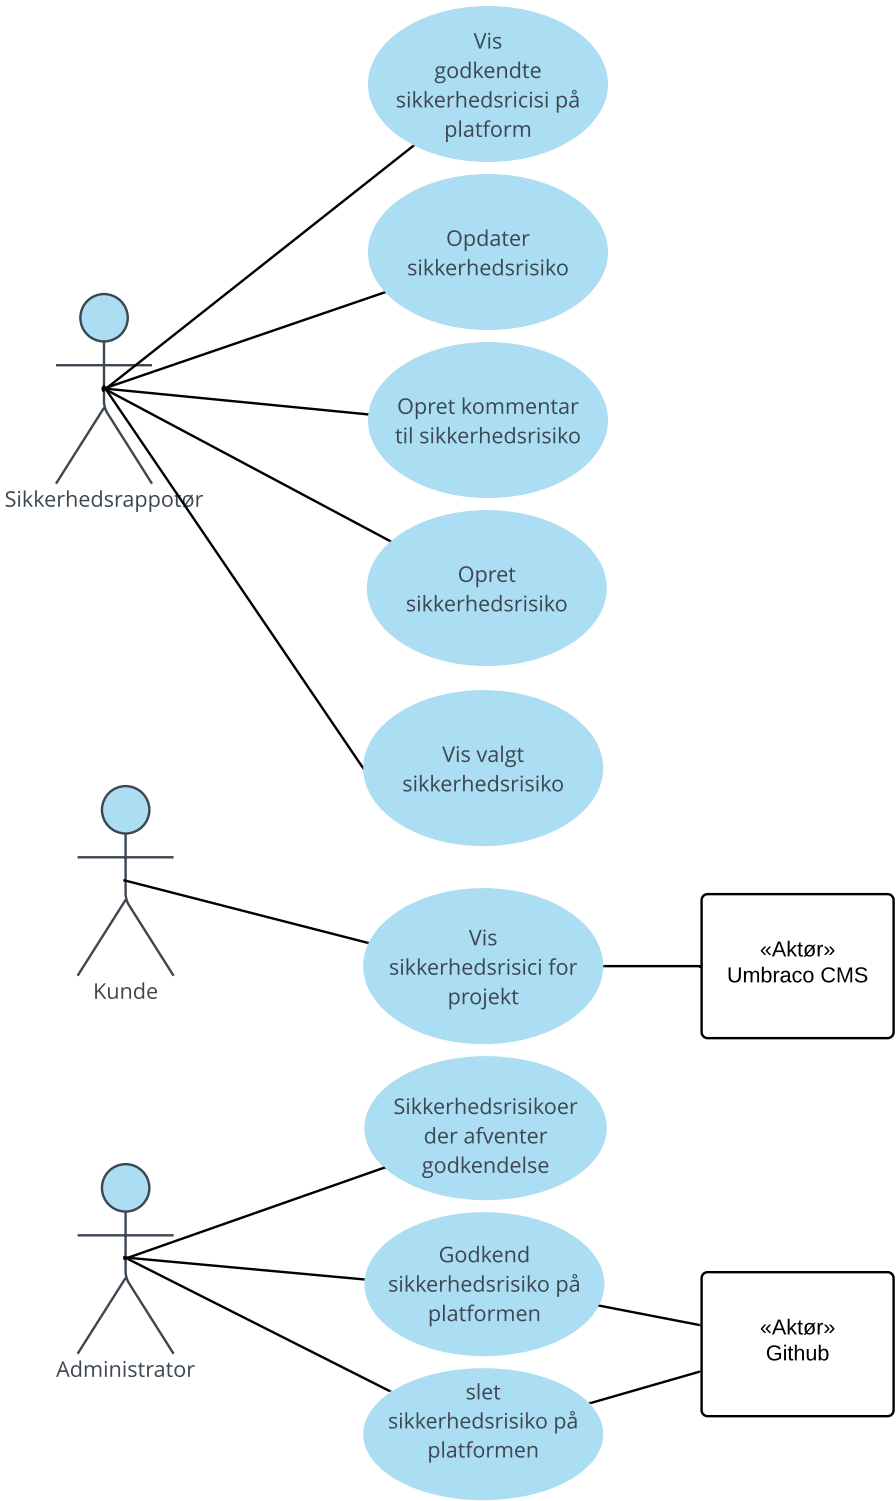 Vis
godkendte
sikkerhedsricisi på
platform
Opdater
sikkerhedsrisiko
Opret kommentar
til sikkerhedsrisiko
Sikkerhedsrappotør
Opret
sikkerhedsrisiko
Vis valgt
sikkerhedsrisiko
Kunde
Vis
sikkerhedsrisici for
projekt
«Aktør»
Umbraco CMS
Sikkerhedsrisikoer
der afventer
godkendelse
Administrator
Godkend
sikkerhedsrisiko på
platformen
«Aktør»
Github
slet
sikkerhedsrisiko på
platformen